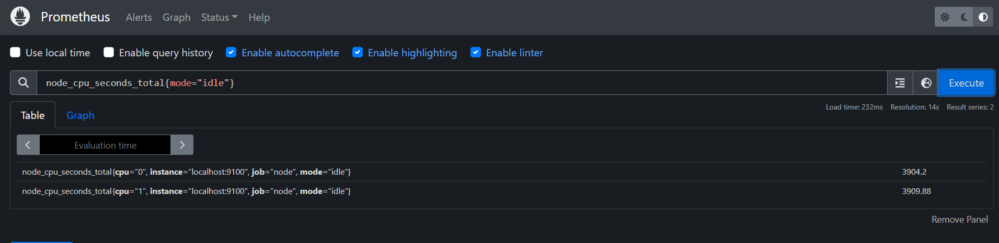 Prometheus Alerts Graph Status Help
Use local time Enable query history Enable autocomplete Enable highlighting Enable linter
node_cpu_seconds_total{mode="idle"} Execute
Table Graph Load time: 232ms Resolution: 14s Result series: 2
Evaluation time
node_cpu_seconds_total{cpu="0", instance="localhost:9100", job="node", mode="idle"} 3904.2
node_cpu_seconds_total{cpu="1", instance="localhost:9100", job="node", mode="idle"} 3909.88
Remove Panel